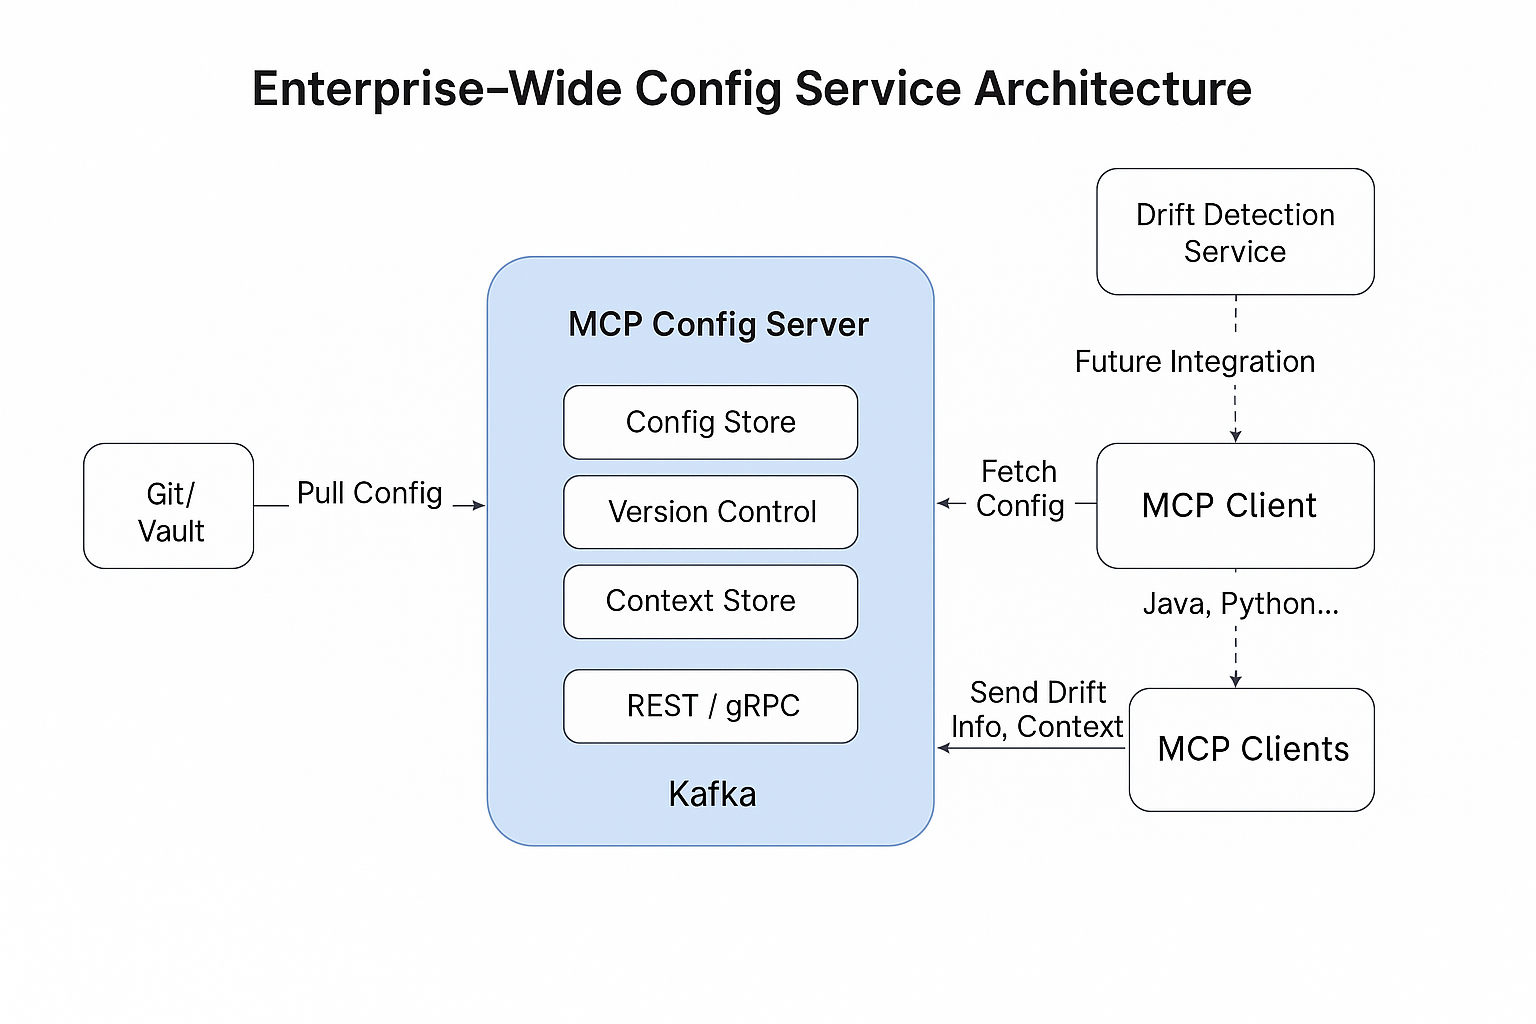 Enterprise–Wide Config Service Architecture
Git/
Vault
Pull Config
MCP Config Server
Config Store
Version Control
Context Store
REST / gRPC
Kafka
Drift Detection
Service
Future Integration
Fetch
Config
MCP Client
Java, Python...
Send Drift
Info, Context
MCP Clients